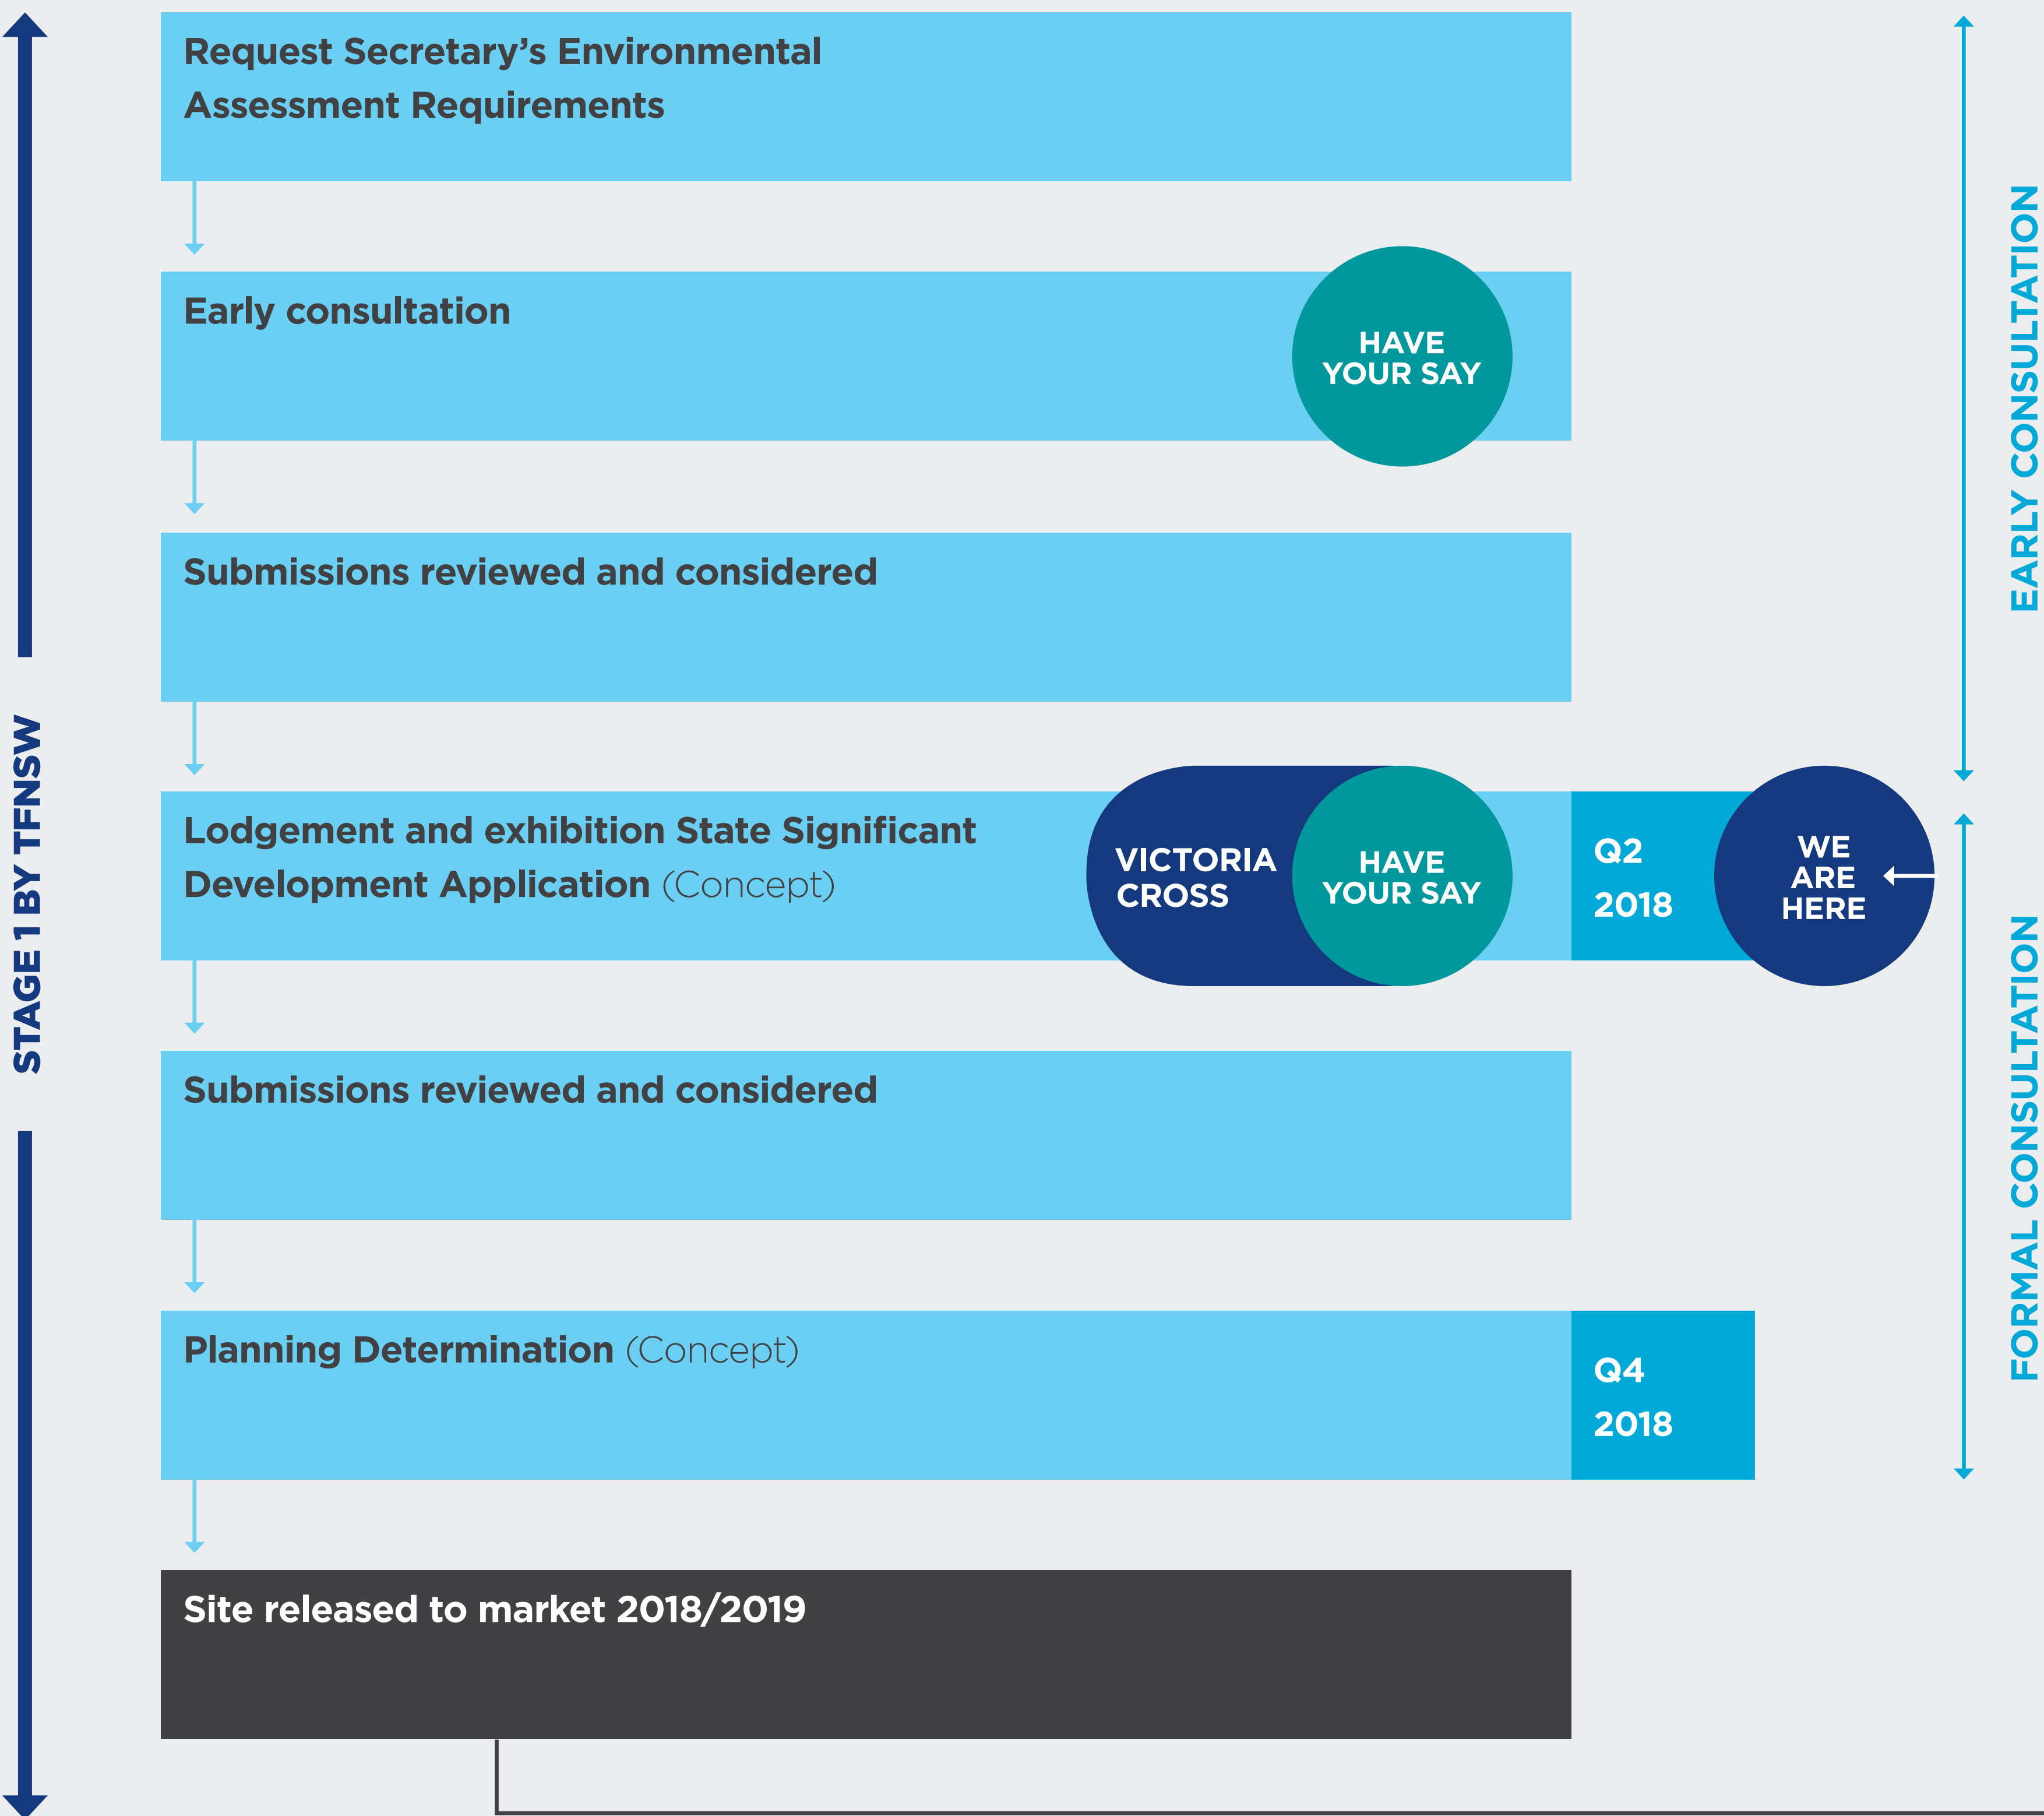 Request Secretary’s Environmental
Assessment Requirements
Early consultation
HAVE
YOUR SAY
Submissions reviewed and considered
EARLY CONSULTATION
STAGE 1 BY TFNSW
Lodgement and exhibition State Significant
Development Application (Concept)
VICTORIA
CROSS
HAVE
YOUR SAY
Q2
2018
WE
ARE
HERE
Submissions reviewed and considered
FORMAL CONSULTATION
Planning Determination (Concept)
Q4
2018
Site released to market 2018/2019